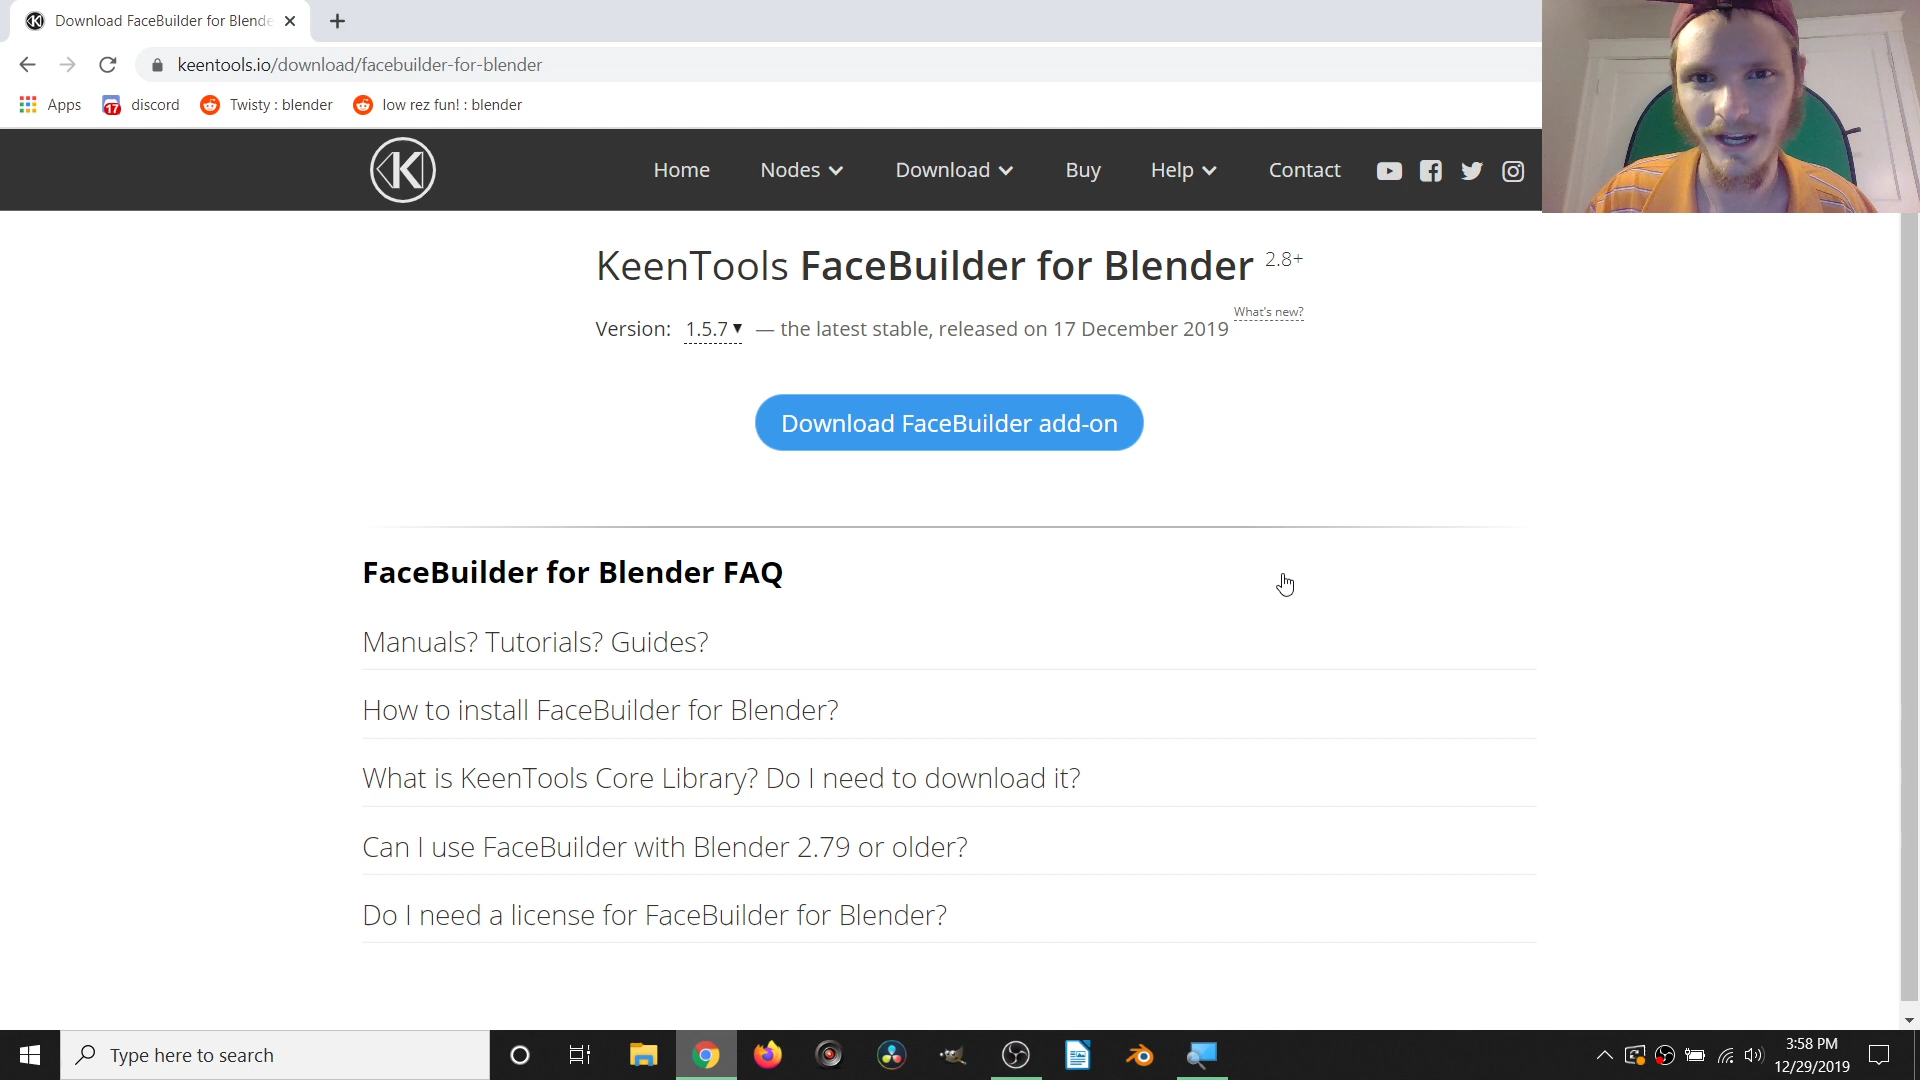 Download FaceBuilder for Blende
keentools.io/download/facebuilder-for-blender
Apps
17
discord
Twisty : blender
low rez fun! : blender
K
Home
Nodes
Download
Buy
Help
Contact
KeenTools FaceBuilder for Blender 2.8+
Version: 1.5.7 — the latest stable, released on 17 December 2019 What's new?
Download FaceBuilder add-on
FaceBuilder for Blender FAQ
Manuals? Tutorials? Guides?
How to install FaceBuilder for Blender?
What is KeenTools Core Library? Do I need to download it?
Can I use FaceBuilder with Blender 2.79 or older?
Do I need a license for FaceBuilder for Blender?
Type here to search
3:58 PM
12/29/2019